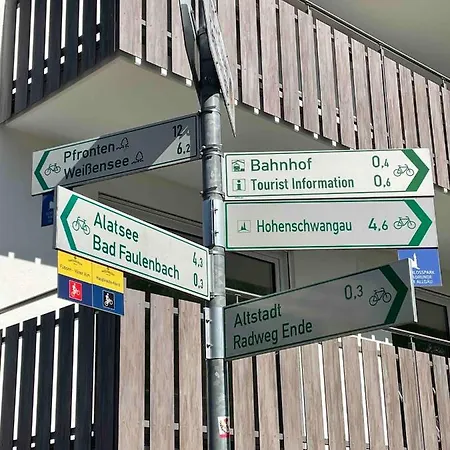 Pfronten 12,
Weißensee 6,2
Bahnhof 0,4
i Tourist Information 0,6
Alatsee 4,3
Bad Faulenbach 0,3
Hohenschwangau 4,6
Altstadt 0,3
Radweg Ende